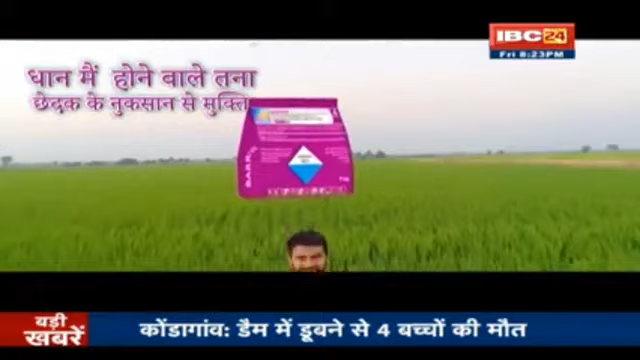 IBC24
Fri 8:23PM
धान मैं होने वाले तना
छेदक के नुकसान से मुक्ति
बड़ी
खबरें
कोंडागांव: डैम में डूबने से 4 बच्चों की मौत